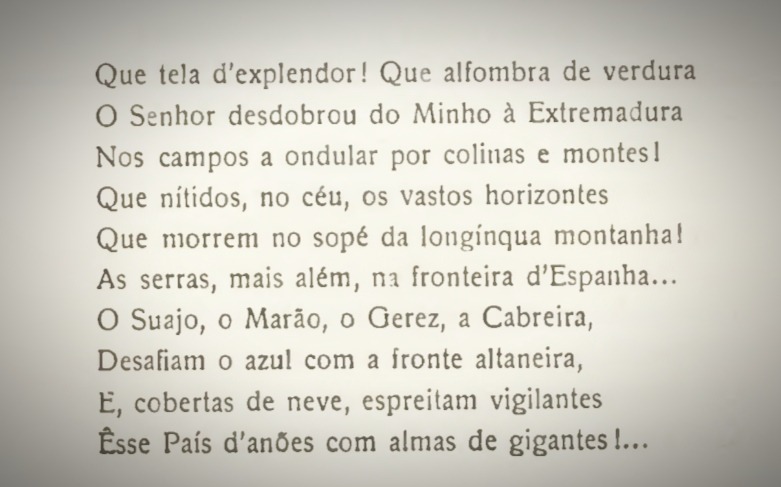 Que tela d'explendor! Que alfombra de verdura
O Senhor desdobrou do Minho à Extremadura
Nos campos a ondular por colinas e montes!
Que nítidos, no céu, os vastos horizontes
Que morrem no sopé da longínqua montanha!
As serras, mais além, na fronteira d'Espanha...
O Suajo, o Marão, o Gerez, a Cabreira,
Desafiam o azul com a fronte altaneira,
E, cobertas de neve, espreitam vigilantes
Êsse País d'anões com almas de gigantes!...